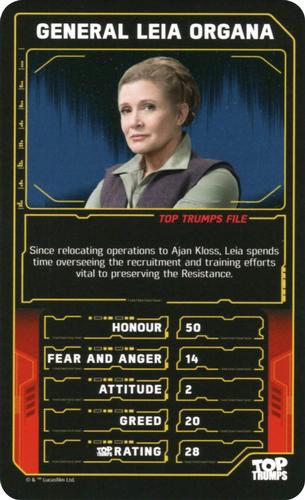 GENERAL LEIA ORGANA
TOP TRUMPS FILE
Since relocating operations to Ajan Kloss, Leia spends
time overseeing the recruitment and training efforts
vital to preserving the Resistance.
HONOUR 50
FEAR AND ANGER 14
ATTITUDE 2
GREED 20
TOP TRUMPS RATING 28
© & ™ Lucasfilm Ltd.
TOP
TRUMPS